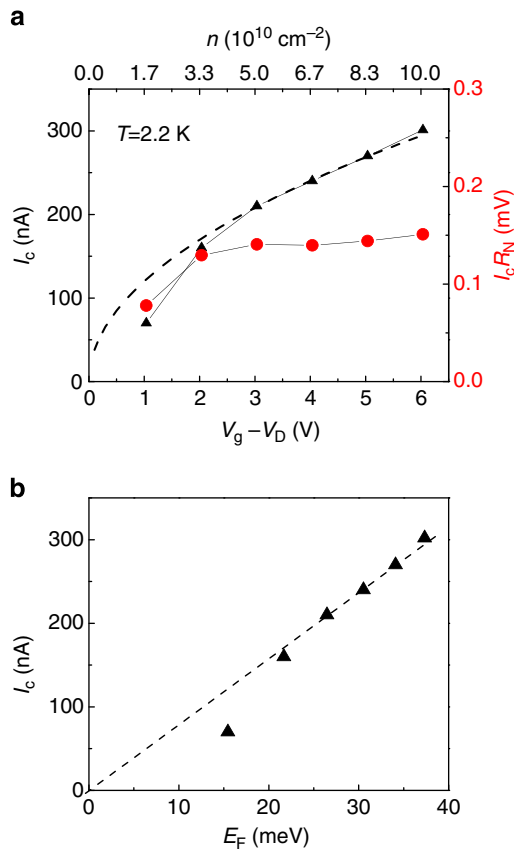 a
n (10¹⁰ cm⁻²)
0.0 1.7 3.3 5.0 6.7 8.3 10.0
T=2.2 K
300
200
100
0
I_c (nA)
0.3
0.2
0.1
0.0
I_cR_N (mV)
0 1 2 3 4 5 6
V_g–V_D (V)
b
300
200
100
0
I_c (nA)
0 10 20 30 40
E_F (meV)